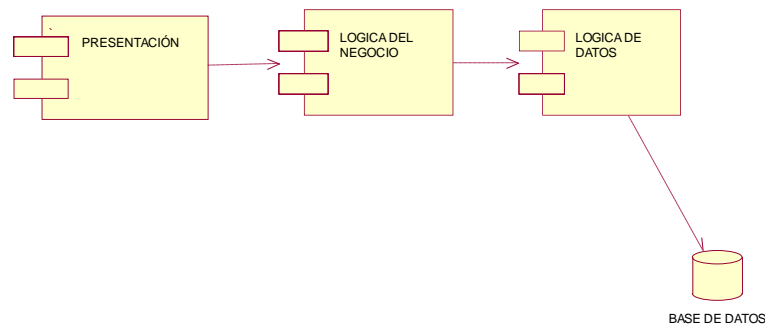 `
PRESENTACIÓN
LOGICA DEL
NEGOCIO
LOGICA DE
DATOS
BASE DE DATOS